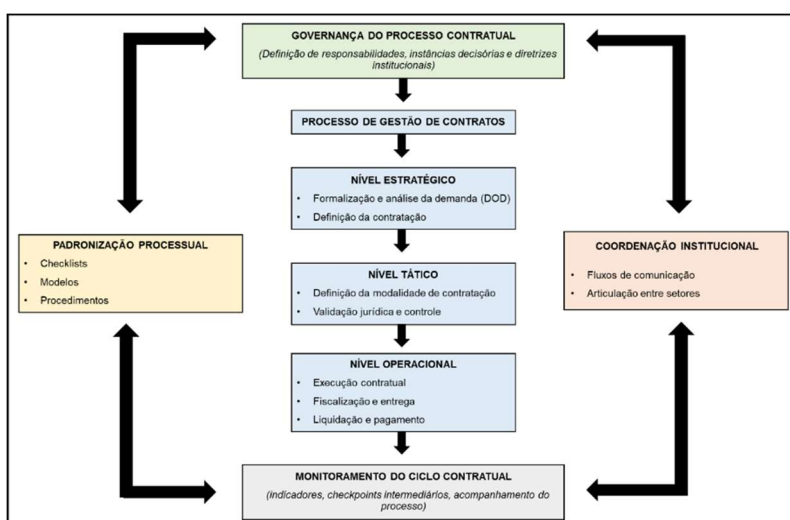 GOVERNANÇA DO PROCESSO CONTRATUAL
(Definição de responsabilidades, instâncias decisórias e diretrizes
institucionais)
PROCESSO DE GESTÃO DE CONTRATOS
NÍVEL ESTRATÉGICO
• Formalização e análise da demanda (DOD)
• Definição da contratação
PADRONIZAÇÃO PROCESSUAL
• Checklists
• Modelos
• Procedimentos
NÍVEL TÁTICO
• Definição da modalidade de contratação
• Validação jurídica e controle
COORDENAÇÃO INSTITUCIONAL
• Fluxos de comunicação
• Articulação entre setores
NÍVEL OPERACIONAL
• Execução contratual
• Fiscalização e entrega
• Liquidação e pagamento
MONITORAMENTO DO CICLO CONTRATUAL
(indicadores, checkpoints intermediários, acompanhamento do
processo)